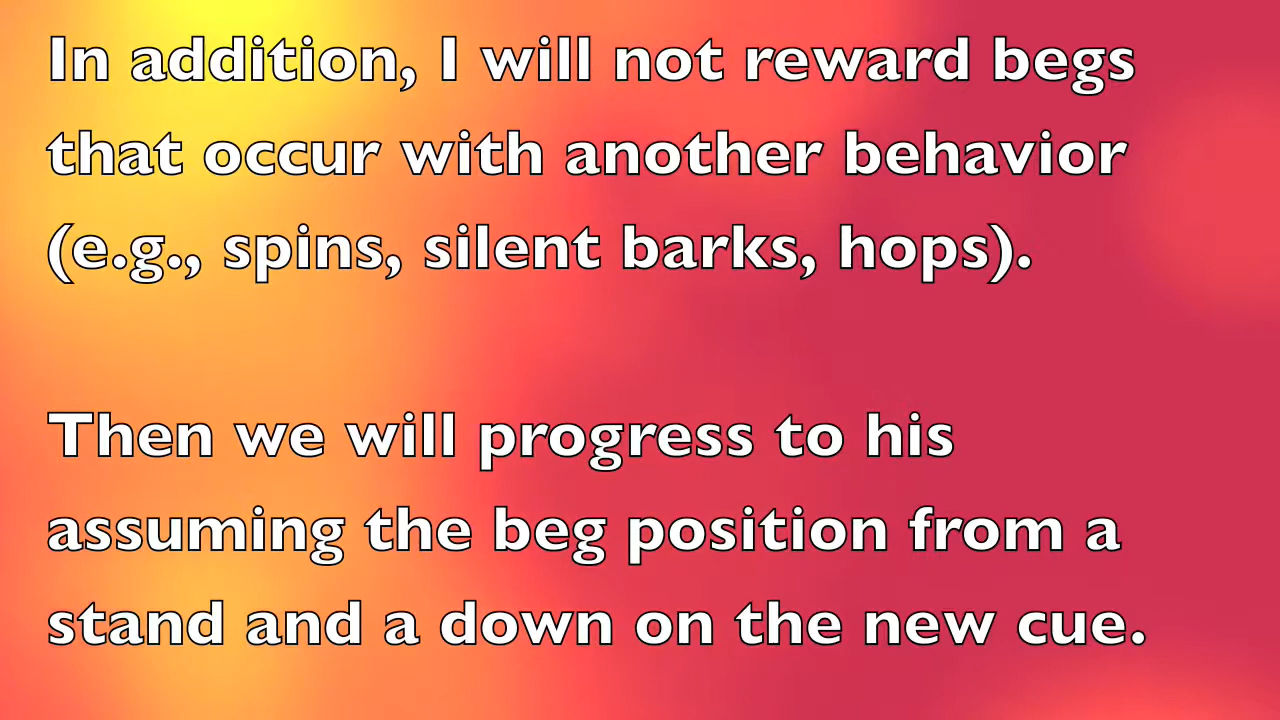 In addition, I will not reward begs
that occur with another behavior
(e.g., spins, silent barks, hops).
Then we will progress to his
assuming the beg position from a
stand and a down on the new cue.